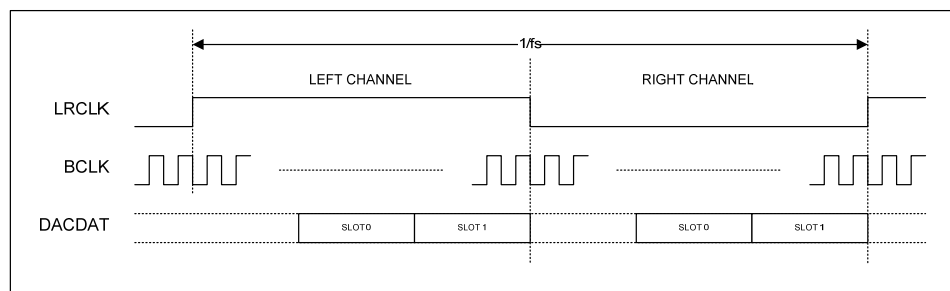 1/fs
LEFT CHANNEL RIGHT CHANNEL
LRCLK
BCLK
DACDAT SLOT 0 SLOT 1 SLOT 0 SLOT 1